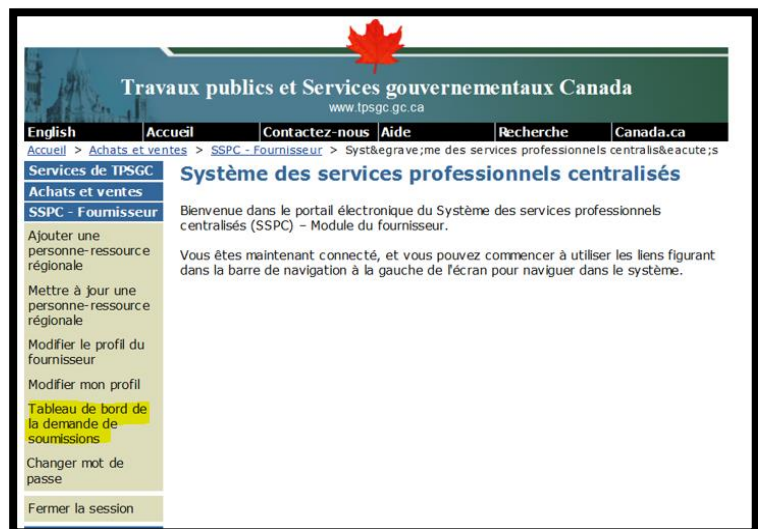 Travaux publics et Services gouvernementaux Canada
www.tpsgc.gc.ca
English Accueil Contactez-nous Aide Recherche Canada.ca
Accueil > Achats et ventes > SSPC - Fournisseur > Syst&egrave;me des services professionnels centralis&eacute;s
Services de TPSGC
Achats et ventes
SSPC - Fournisseur
Ajouter une
personne-ressource
régionale
Mettre à jour une
personne-ressource
régionale
Modifier le profil du
fournisseur
Modifier mon profil
Tableau de bord de
la demande de
soumissions
Changer mot de
passe
Fermer la session
Système des services professionnels centralisés
Bienvenue dans le portail électronique du Système des services professionnels
centralisés (SSPC) – Module du fournisseur.
Vous êtes maintenant connecté, et vous pouvez commencer à utiliser les liens figurant
dans la barre de navigation à la gauche de l'écran pour naviguer dans le système.